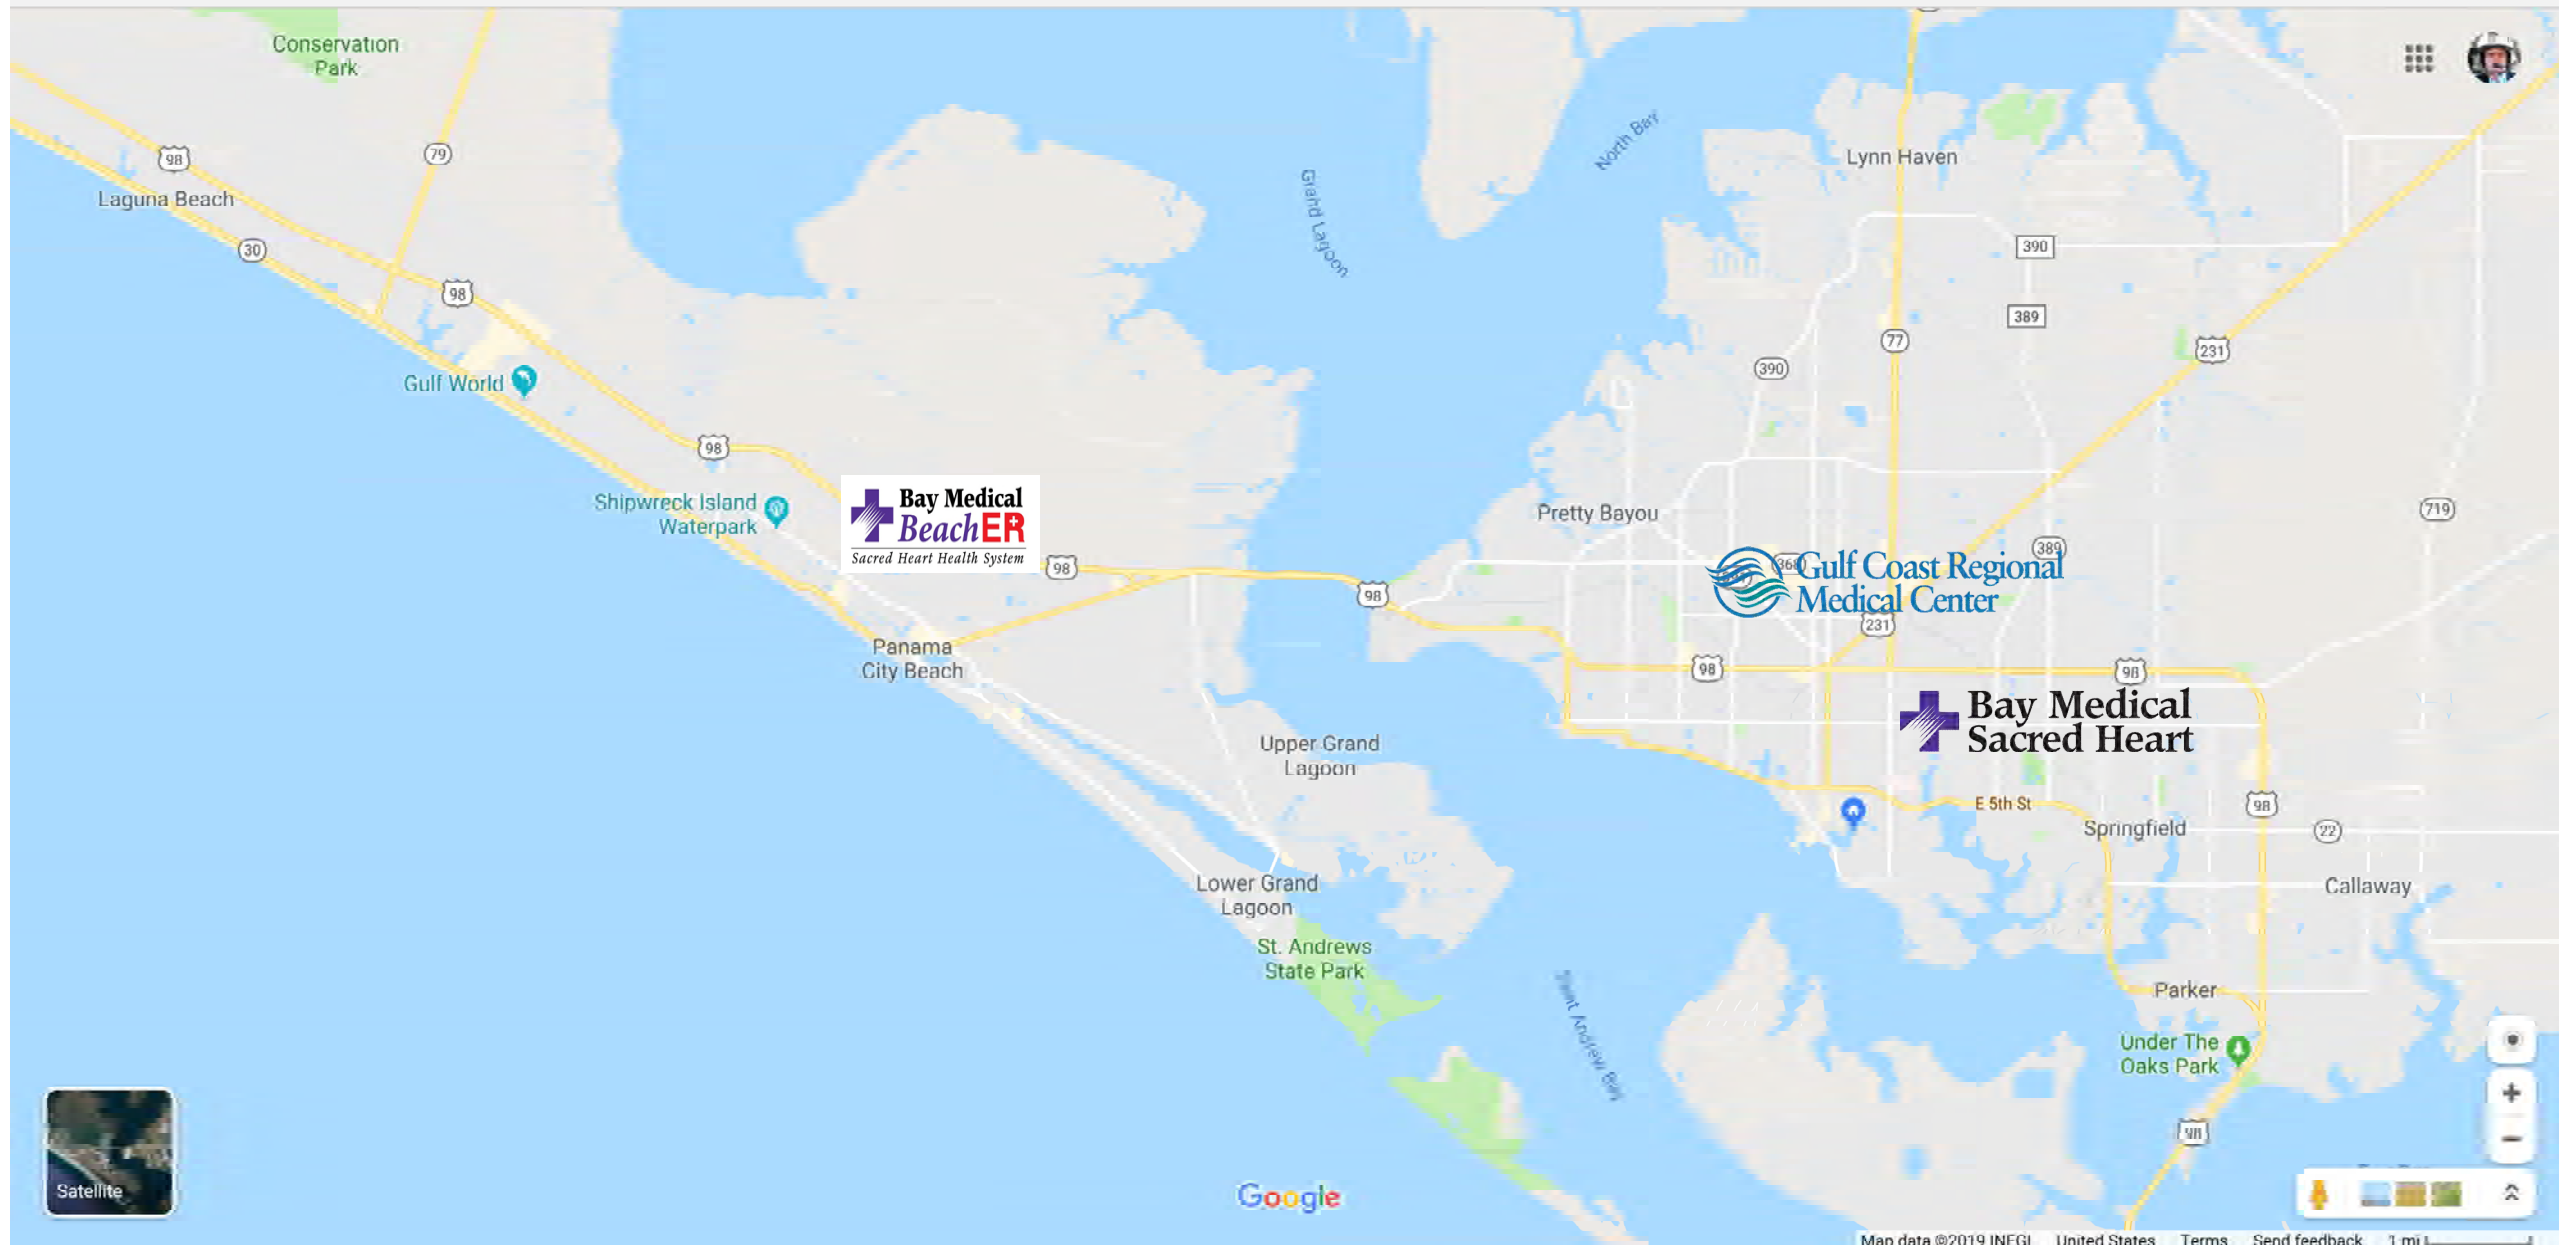 Conservation
Park
98
79
Lynn Haven
North Bay
Laguna Beach
Grand Lagoon
30
390
98
389
77
231
390
Gulf World
98
Shipwreck Island
Waterpark
Bay Medical
BeachER
Sacred Heart Health System
Pretty Bayou
719
389
98
368
Gulf Coast Regional
Medical Center
98
231
Panama
City Beach
98
98
Bay Medical
Sacred Heart
Upper Grand
Lagoon
E 5th St
98
Springfield
22
Lower Grand
Lagoon
Callaway
St. Andrews
State Park
Saint Andrew Bay
Parker
Under The
Oaks Park
98
Satellite
Google
Map data ©2019 INEGI United States Terms Send feedback 1 mi